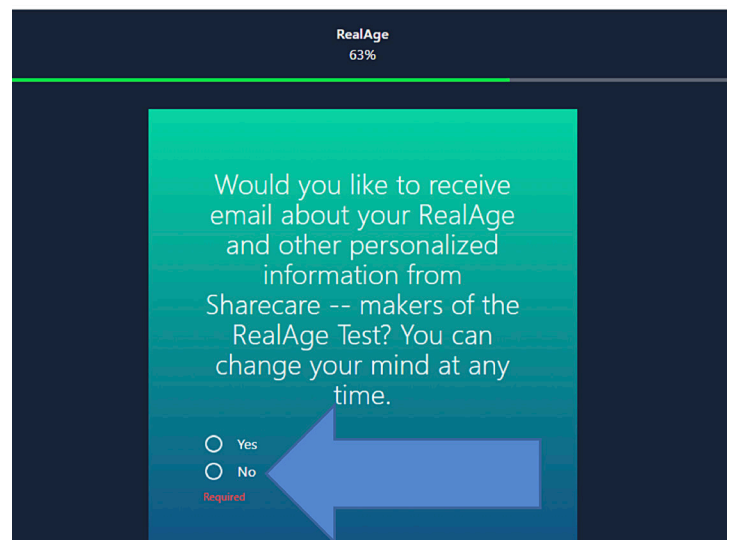 RealAge
63%
Would you like to receive
email about your RealAge
and other personalized
information from
Sharecare -- makers of the
RealAge Test? You can
change your mind at any
time.
Yes
No
Required